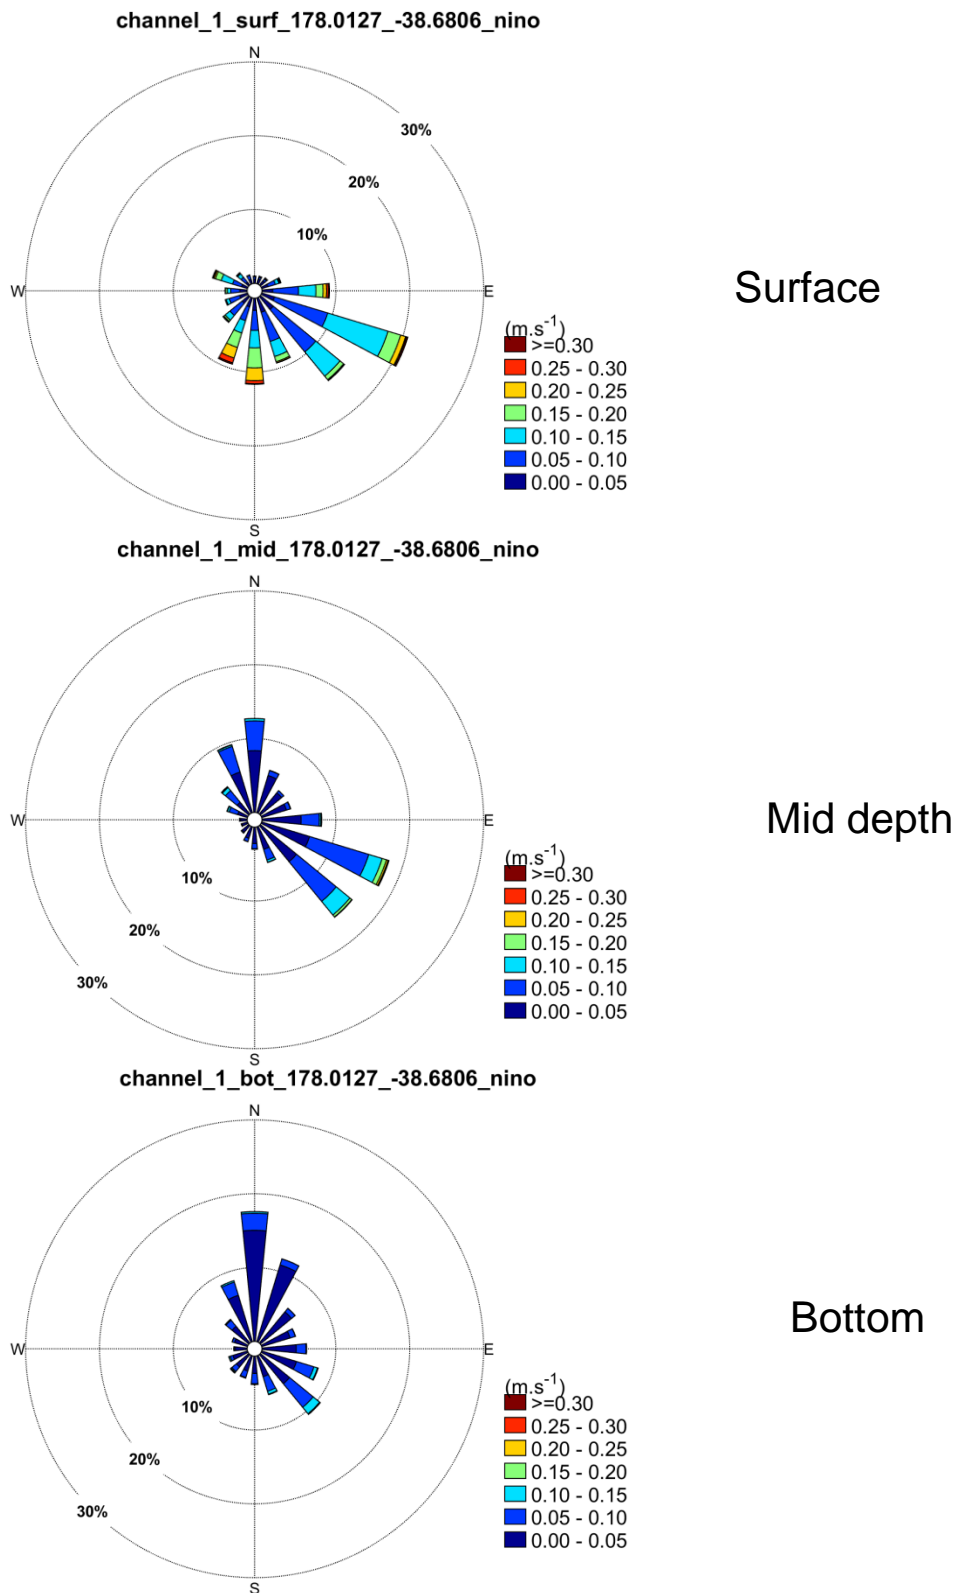 channel_1_surf_178.0127_-38.6806_nino
N
30%
20%
10%
W
E
S
Surface
(m.s-1)
>=0.30
0.25 - 0.30
0.20 - 0.25
0.15 - 0.20
0.10 - 0.15
0.05 - 0.10
0.00 - 0.05
channel_1_mid_178.0127_-38.6806_nino
N
W
E
10%
20%
30%
S
Mid depth
(m.s-1)
>=0.30
0.25 - 0.30
0.20 - 0.25
0.15 - 0.20
0.10 - 0.15
0.05 - 0.10
0.00 - 0.05
channel_1_bot_178.0127_-38.6806_nino
N
W
E
10%
20%
30%
S
Bottom
(m.s-1)
>=0.30
0.25 - 0.30
0.20 - 0.25
0.15 - 0.20
0.10 - 0.15
0.05 - 0.10
0.00 - 0.05